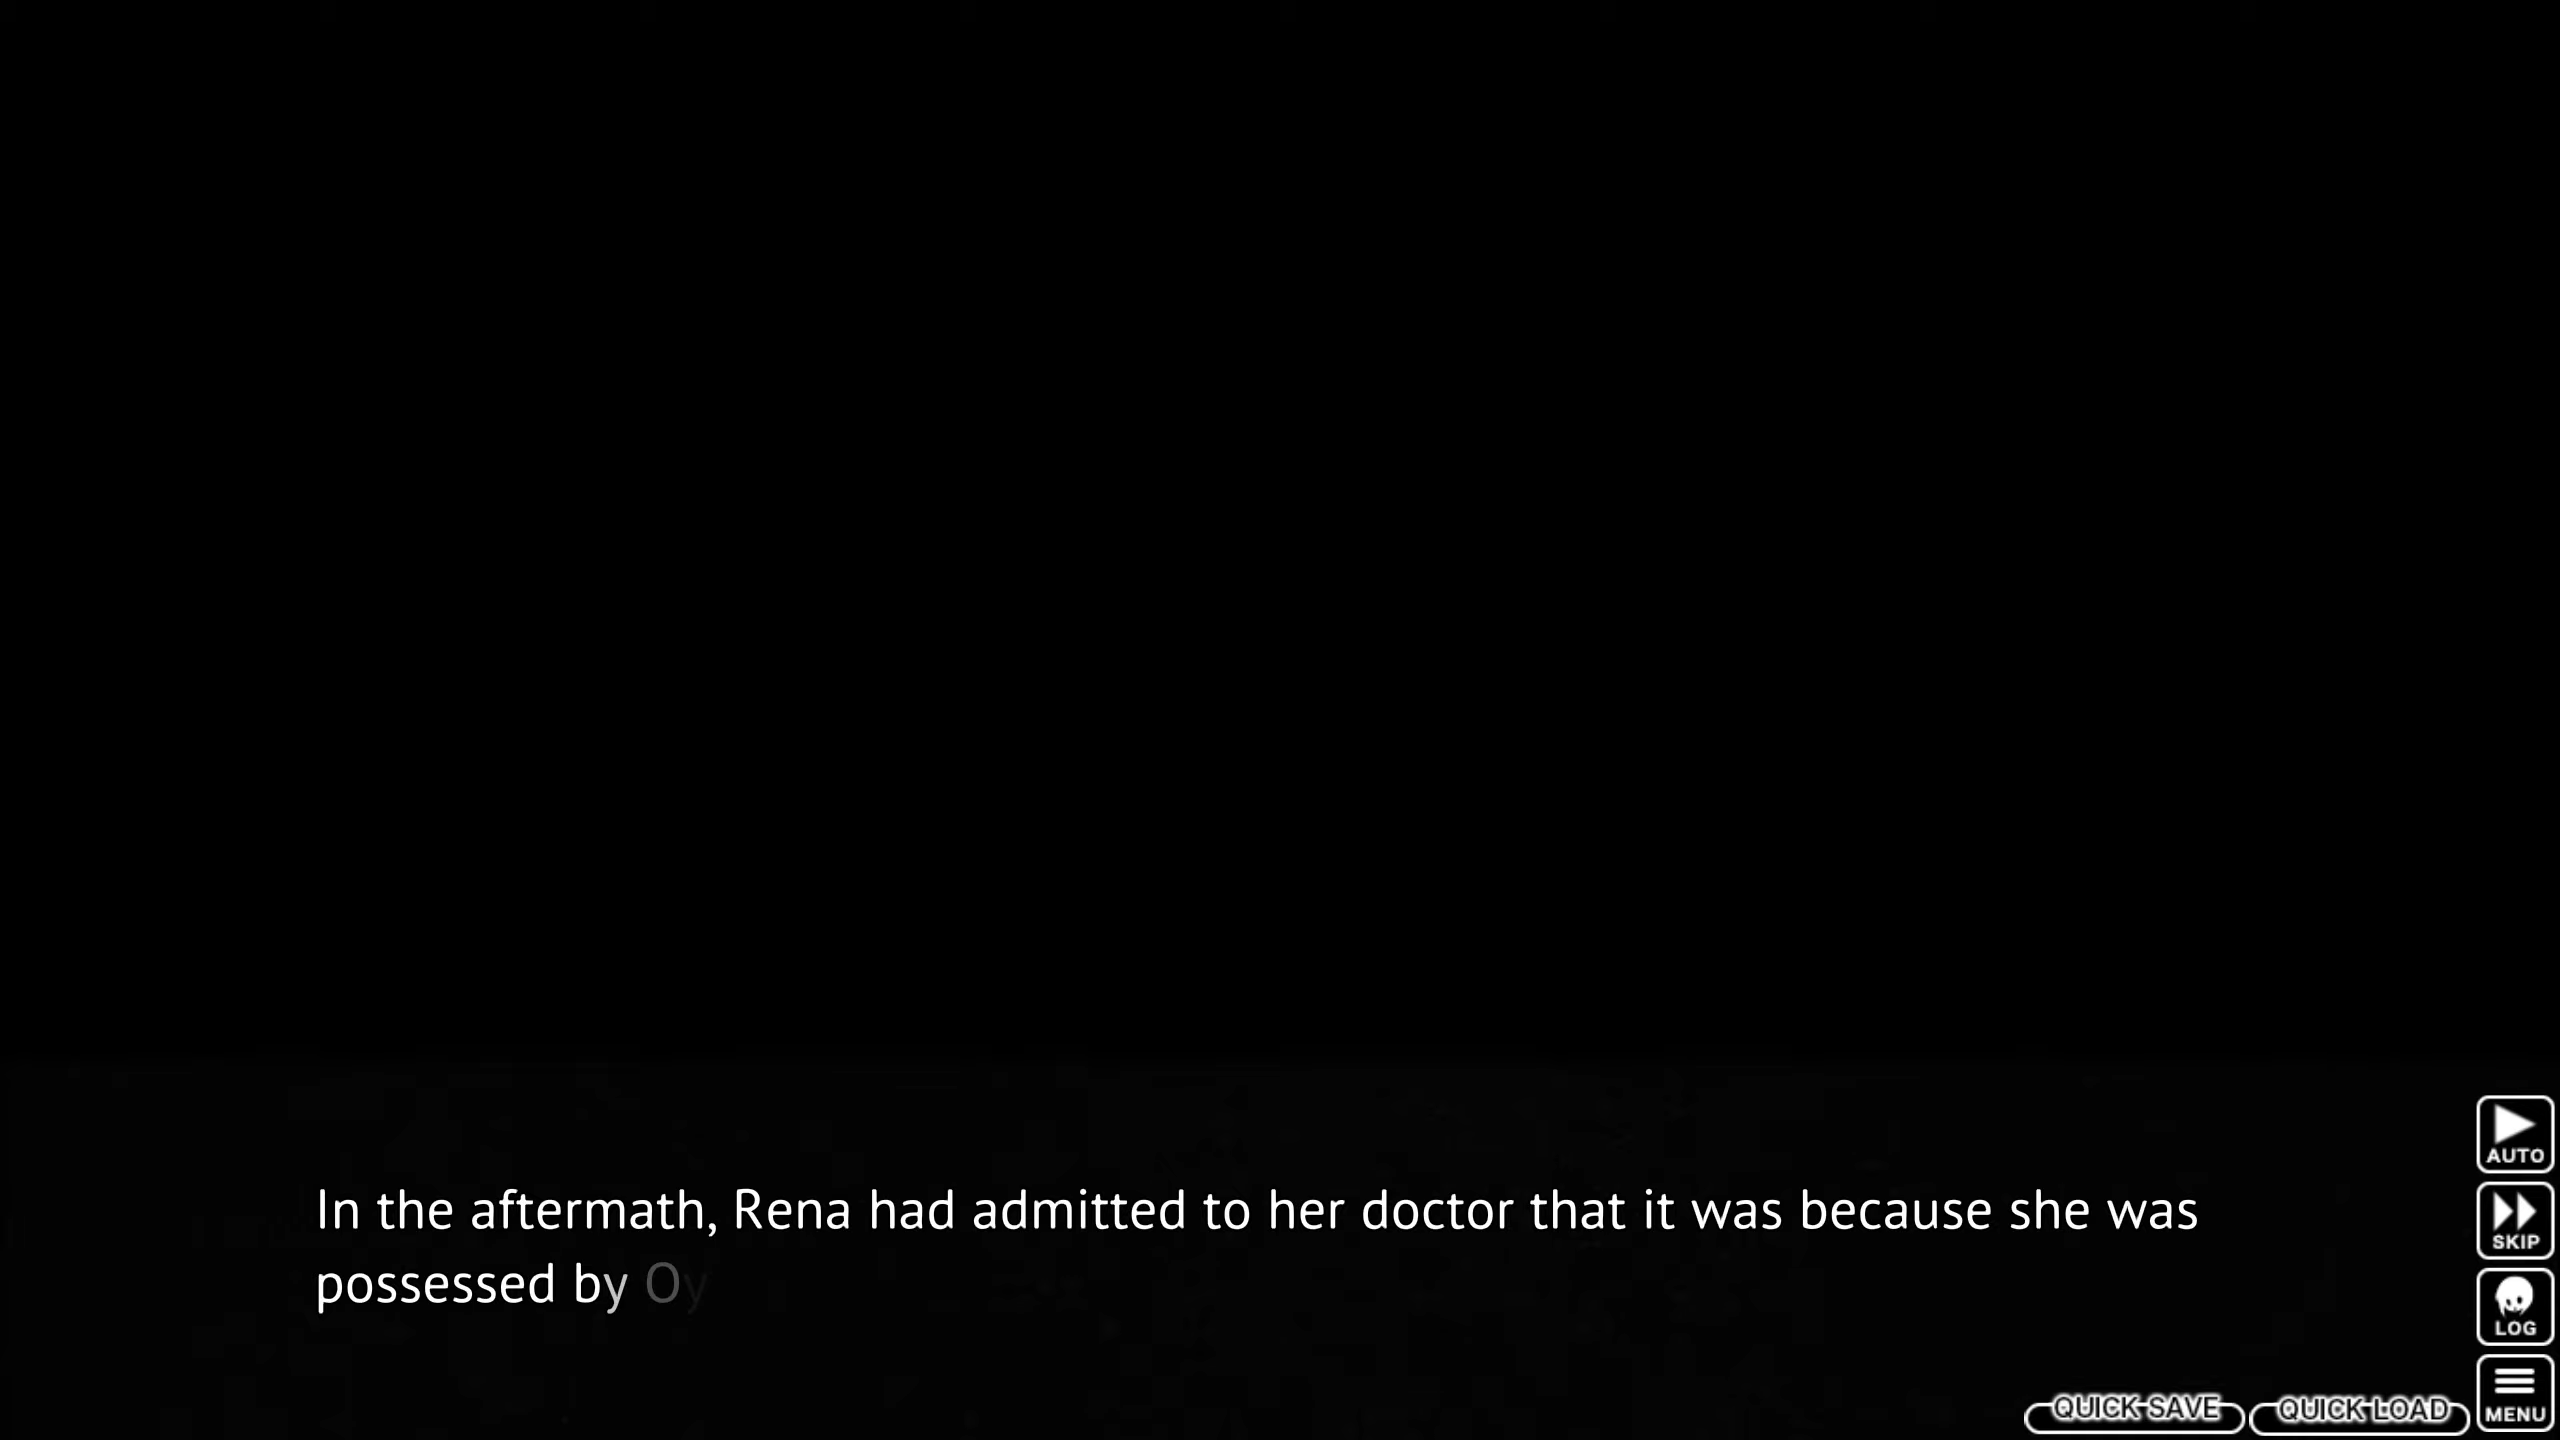 In the aftermath, Rena had admitted to her doctor that it was because she was
possessed by Oy
AUTO
SKIP
LOG
MENU
QUICK SAVE
QUICK LOAD